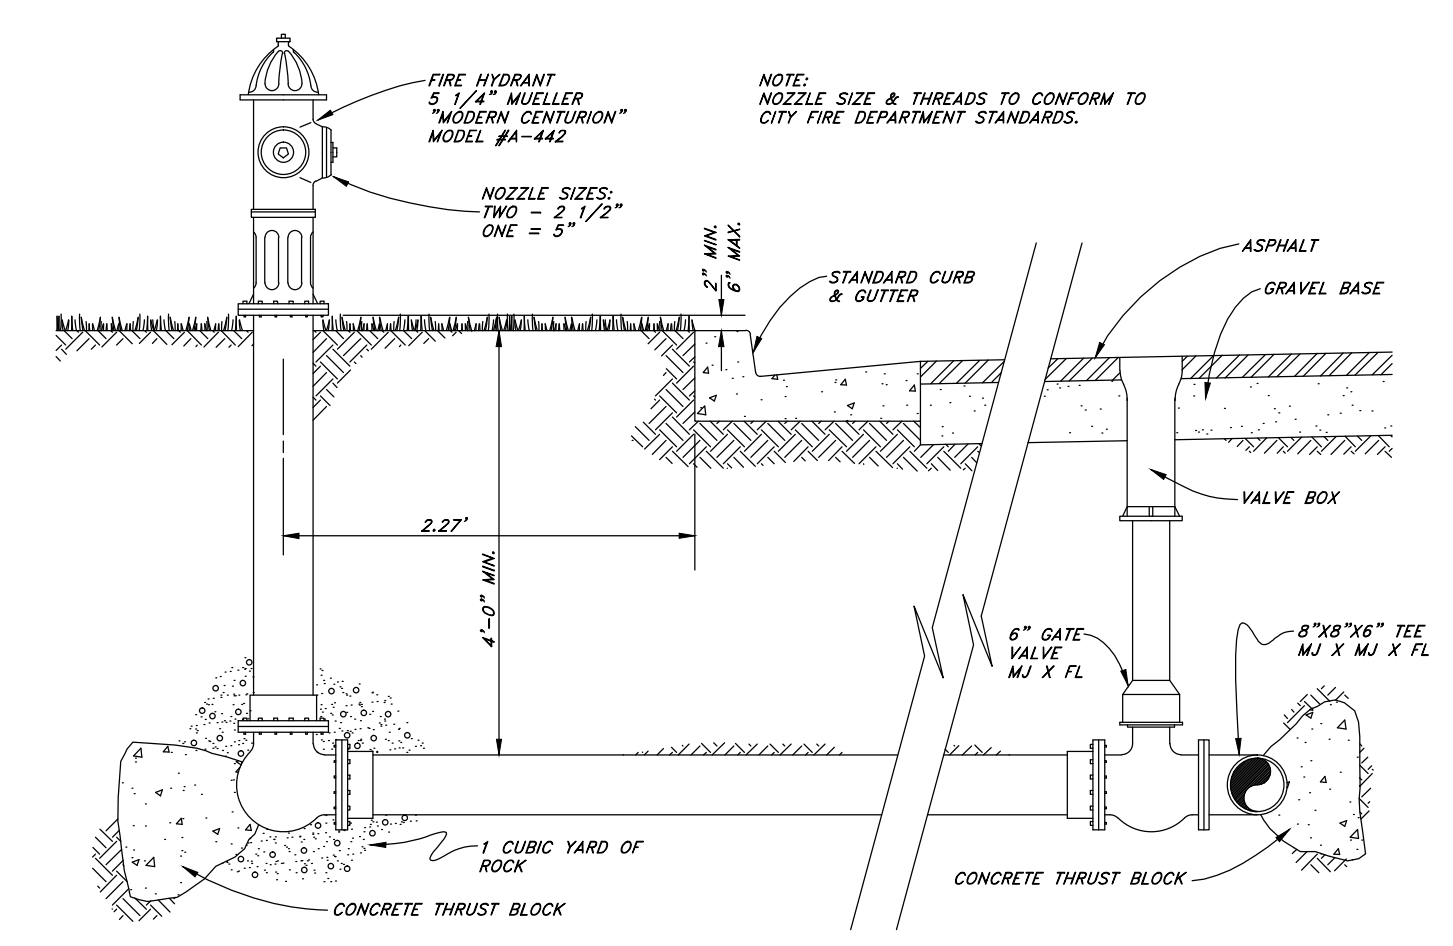 FIRE HYDRANT
5 1/4" MUELLER
"MODERN CENTURION"
MODEL #A-442
NOTE:
NOZZLE SIZE & THREADS TO CONFORM TO
CITY FIRE DEPARTMENT STANDARDS.
NOZZLE SIZES:
TWO - 2 1/2"
ONE = 5"
2" MIN.
6" MAX.
STANDARD CURB
& GUTTER
ASPHALT
GRAVEL BASE
VALVE BOX
2.27'
4'-0" MIN.
6" GATE
VALVE
MJ X FL
8"X8"X6" TEE
MJ X MJ X FL
1 CUBIC YARD OF
ROCK
CONCRETE THRUST BLOCK
CONCRETE THRUST BLOCK